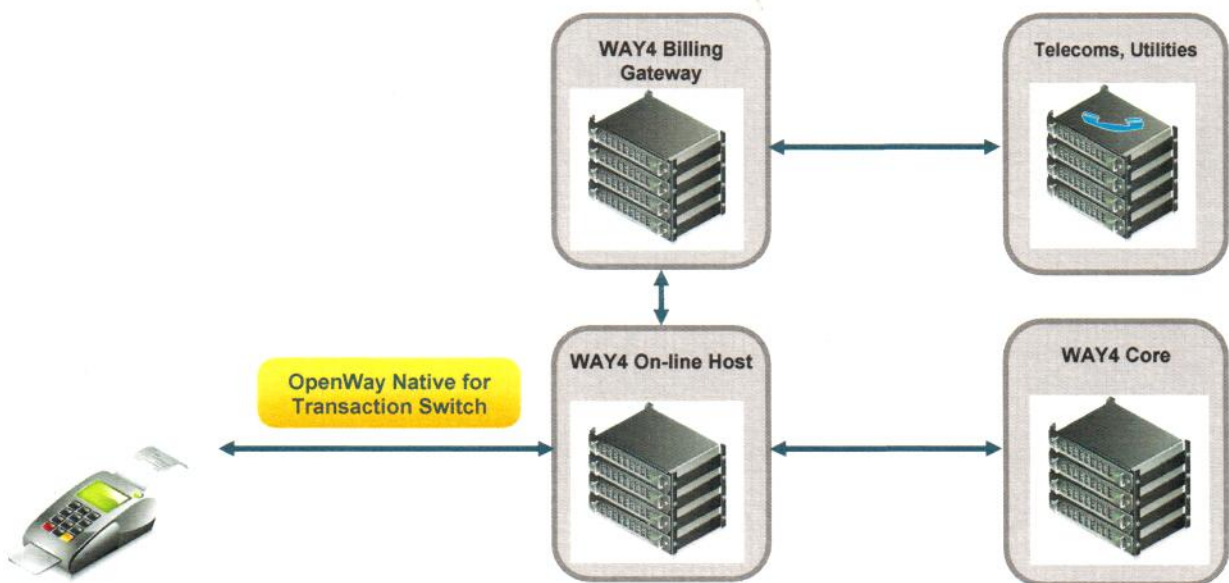 WAY4 Billing
Gateway
Telecoms, Utilities
OpenWay Native for
Transaction Switch
WAY4 On-line Host
WAY4 Core